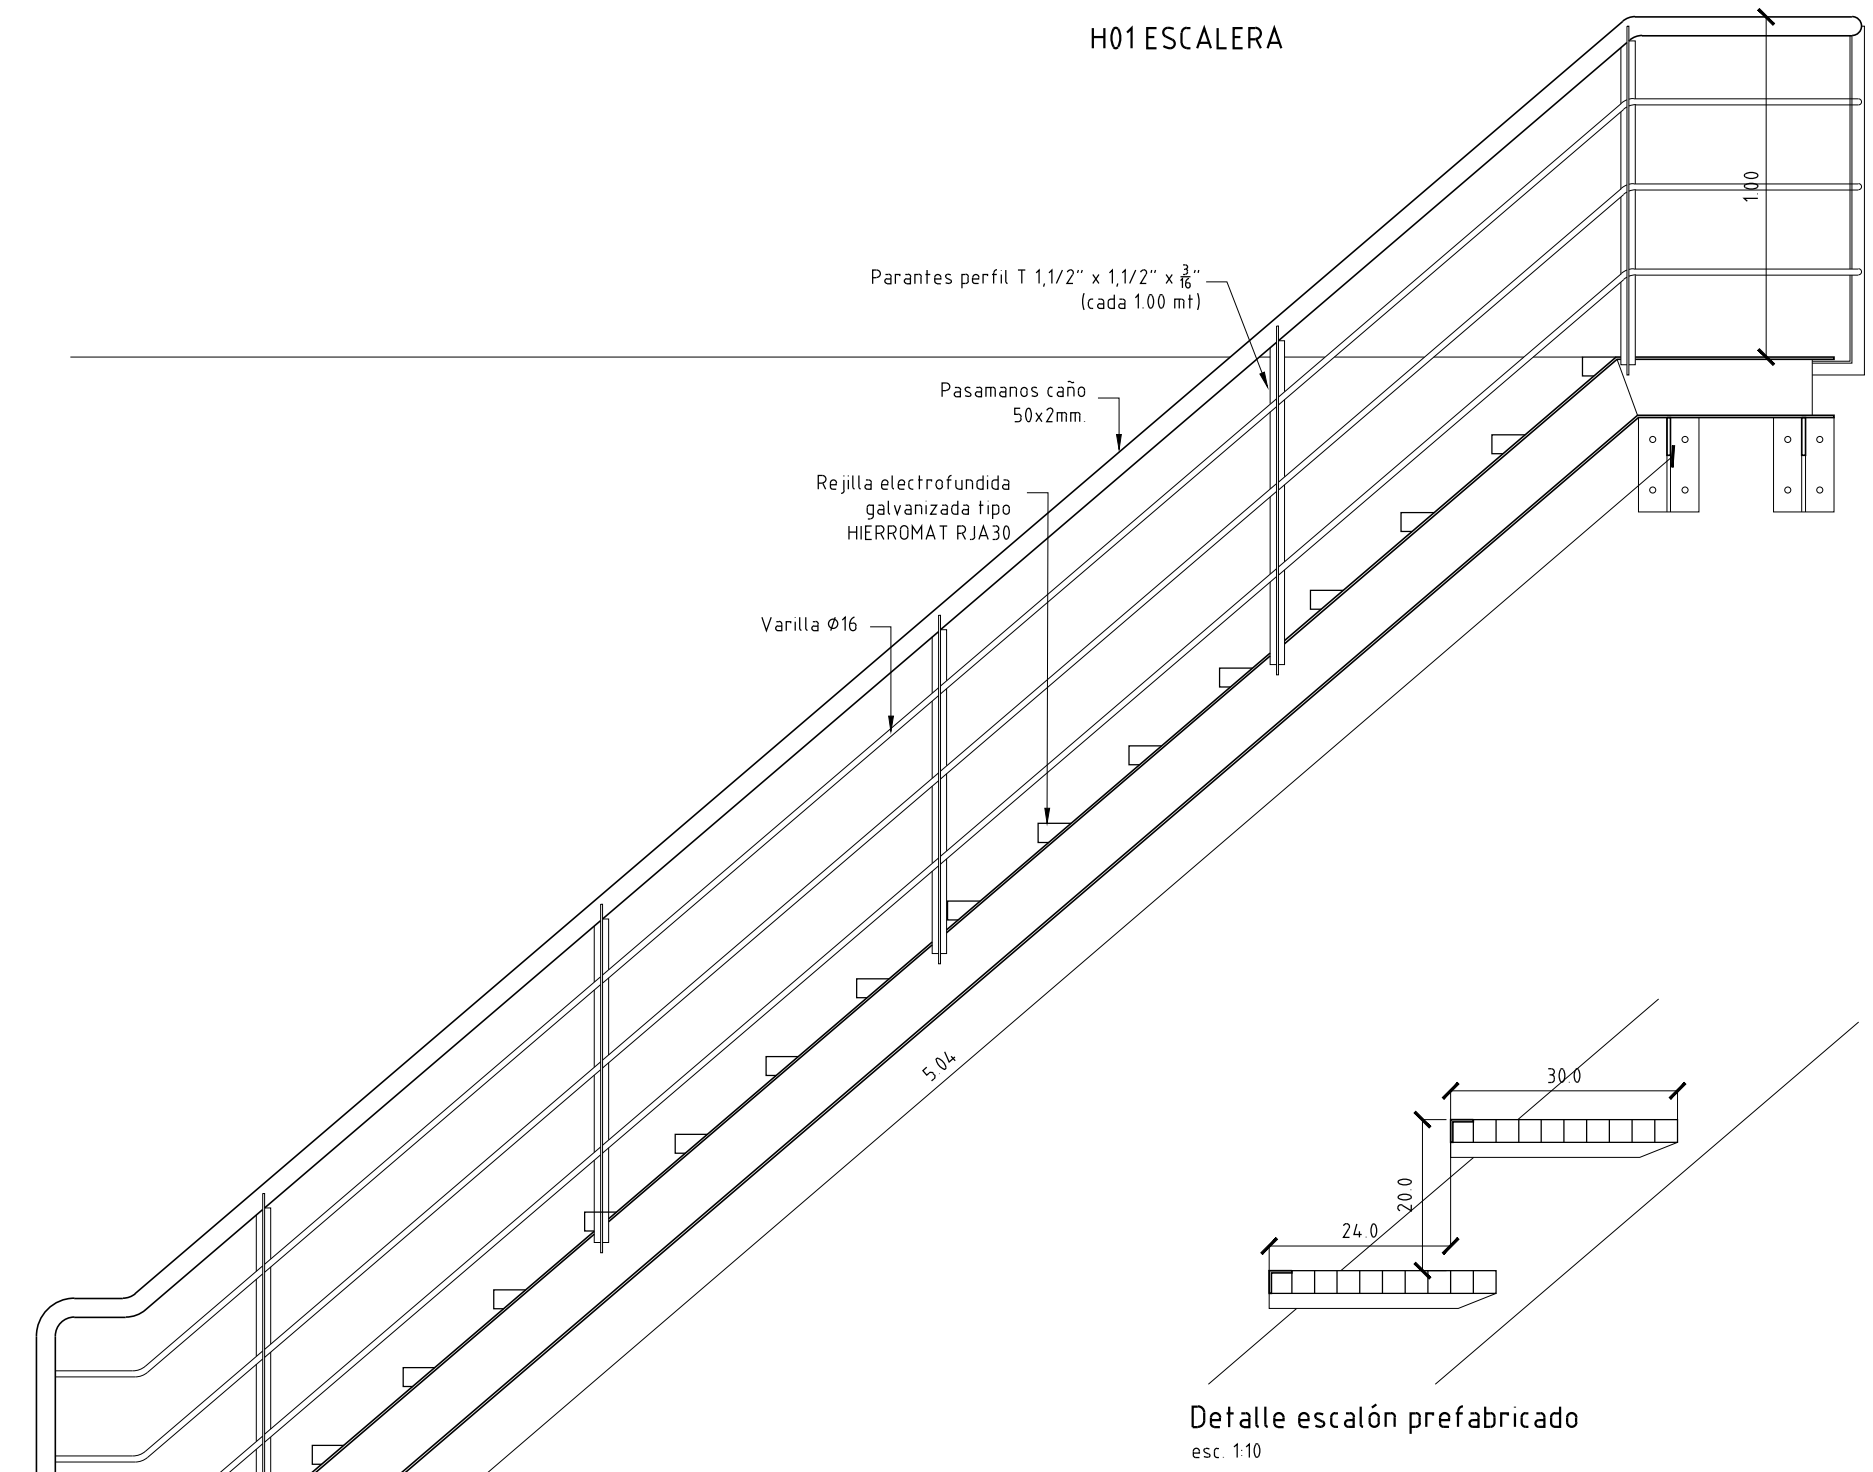 H01 ESCALERA
1.00
Parantes perfil T 1,1/2" x 1,1/2" x 3/16"
(cada 1.00 mt)
Pasamanos caño
50x2mm.
Rejilla electrofundida
galvanizada tipo
HIERROMAT RJA30
Varilla Ø16
5.04
30.0
20.0
24.0
Detalle escalón prefabricado
esc. 1:10